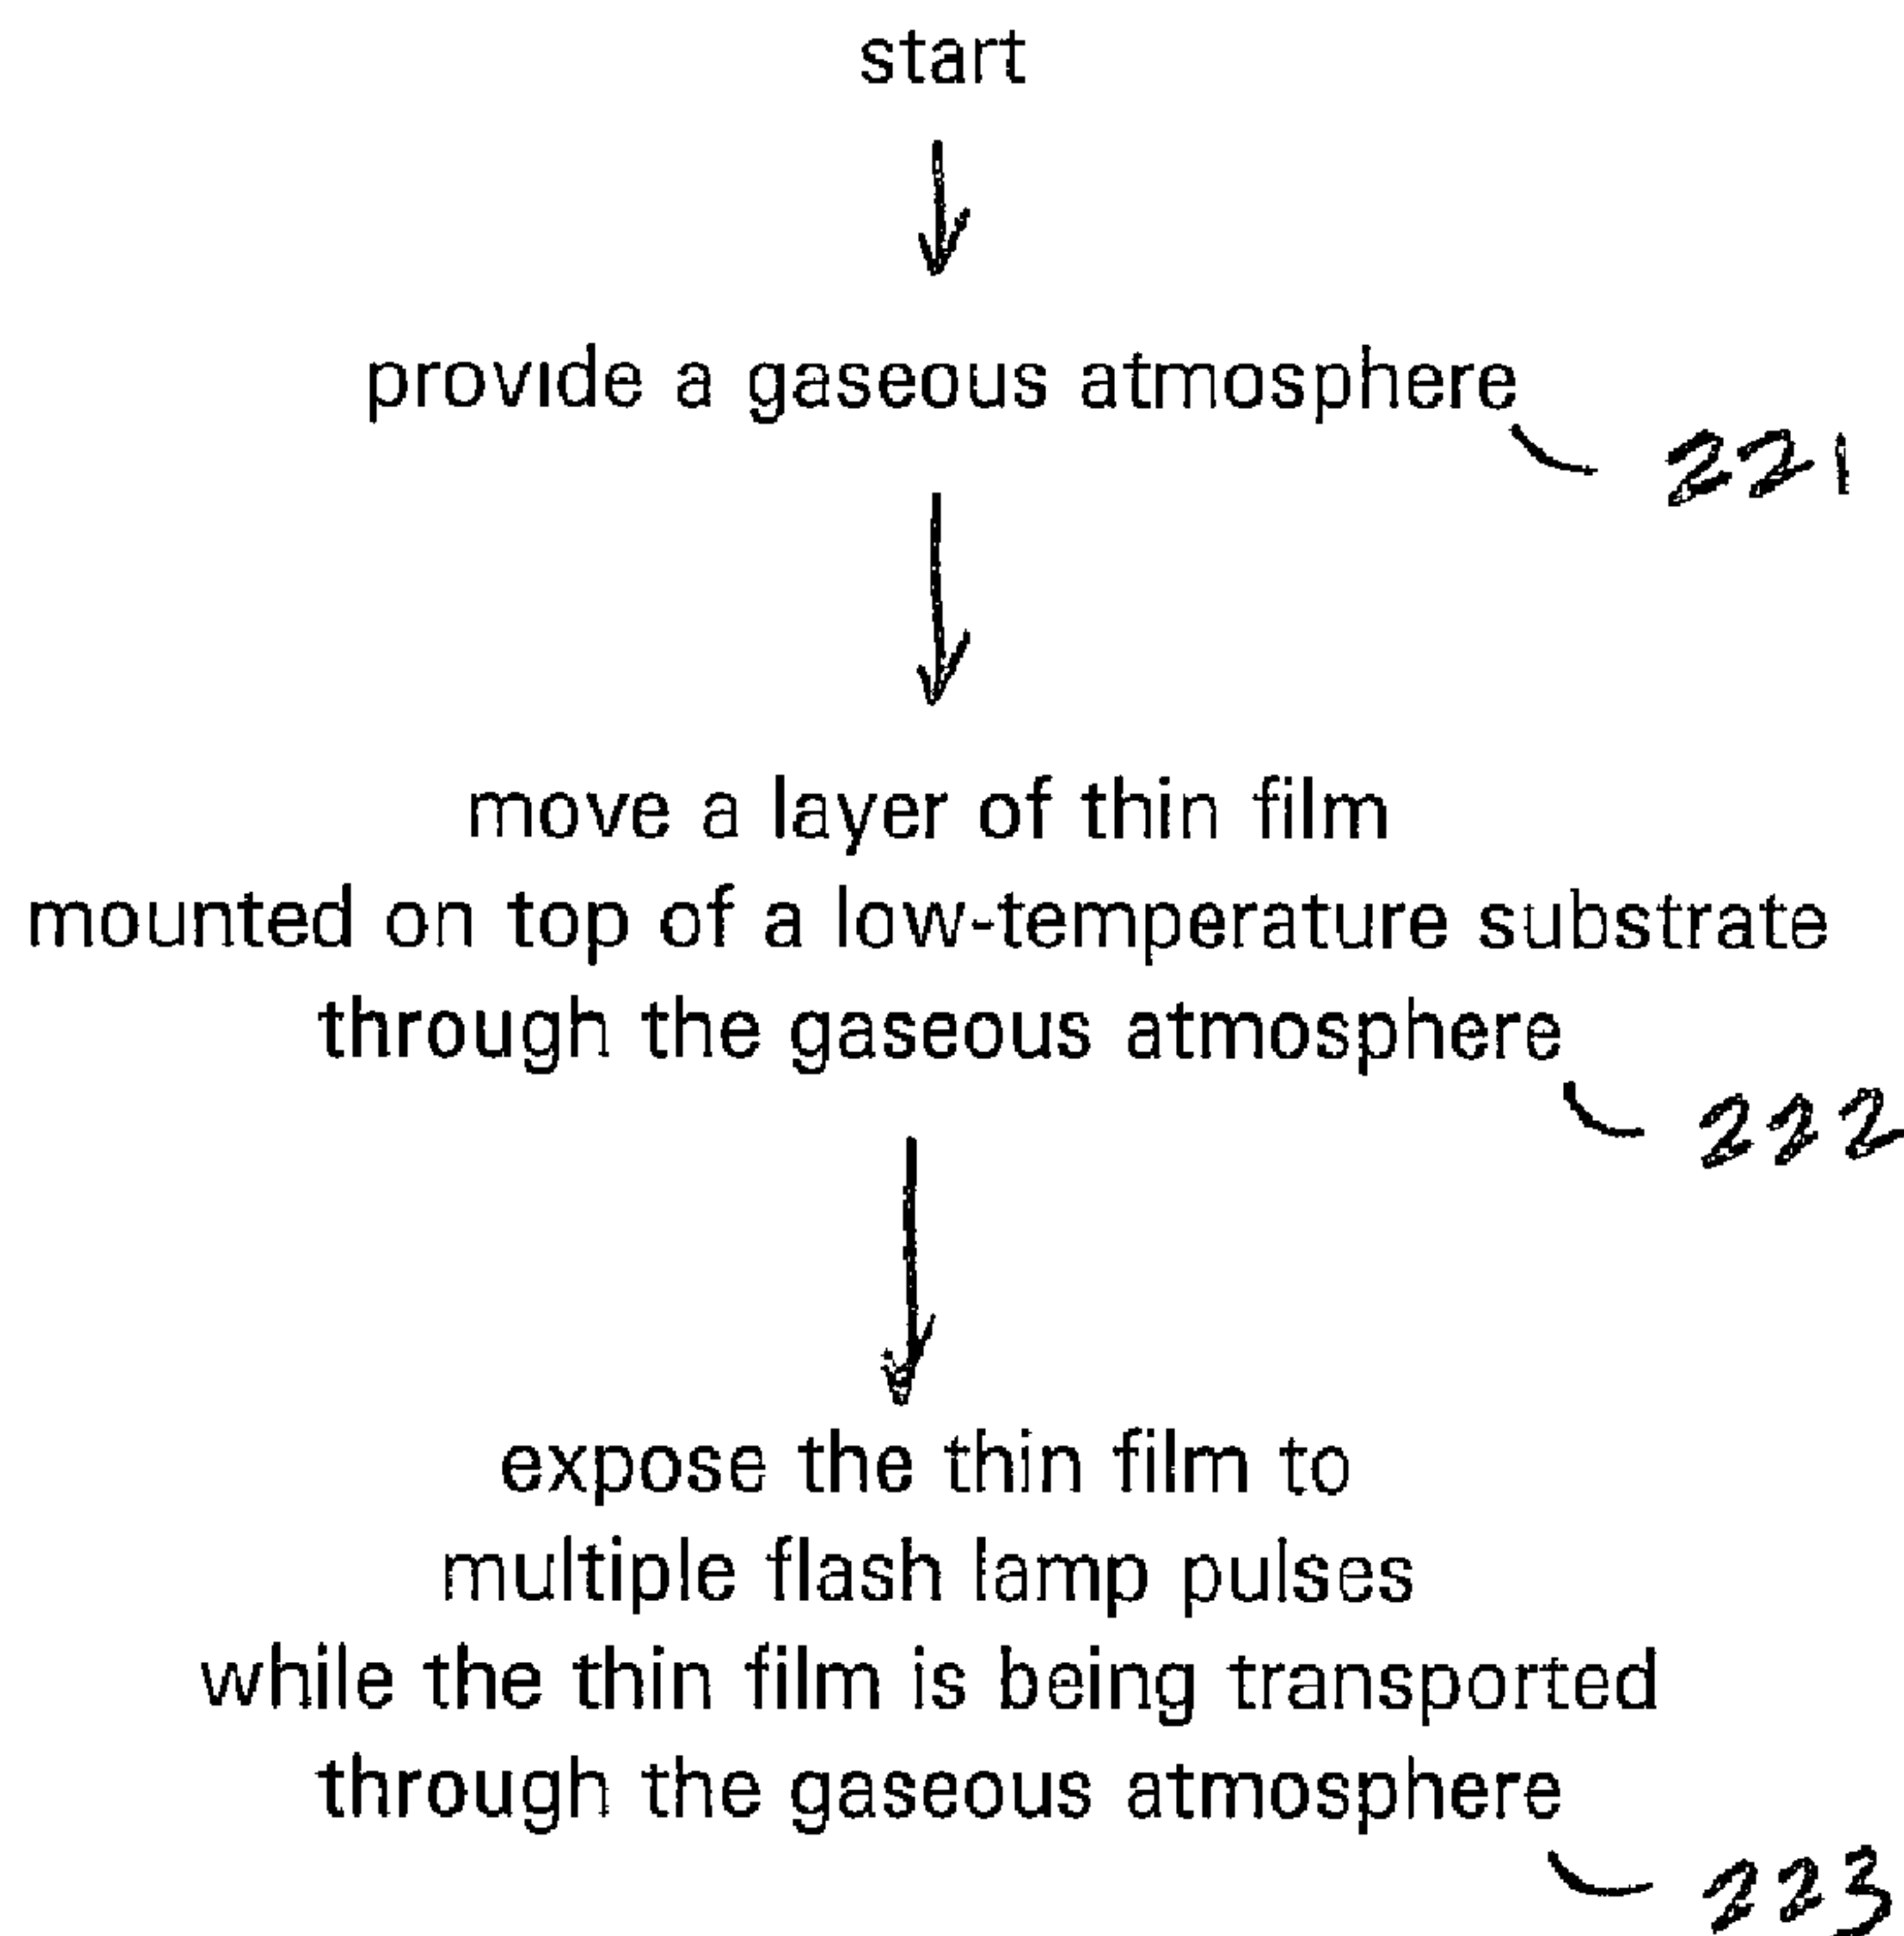 start
provide a gaseous atmosphere
221
move a layer of thin film
mounted on top of a low-temperature substrate
through the gaseous atmosphere
222
expose the thin film to
multiple flash lamp pulses
while the thin film is being transported
through the gaseous atmosphere
223